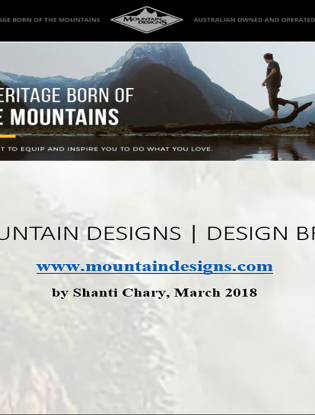 AGE BORN OF THE MOUNTAINS
MOUNTAIN
DESIGNS
AUSTRALIAN OWNED AND OPERATED
ERITAGE BORN OF
E MOUNTAINS
T TO EQUIP AND INSPIRE YOU TO DO WHAT YOU LOVE.
UNTAIN DESIGNS | DESIGN BR
www.mountaindesigns.com
by Shanti Chary, March 2018